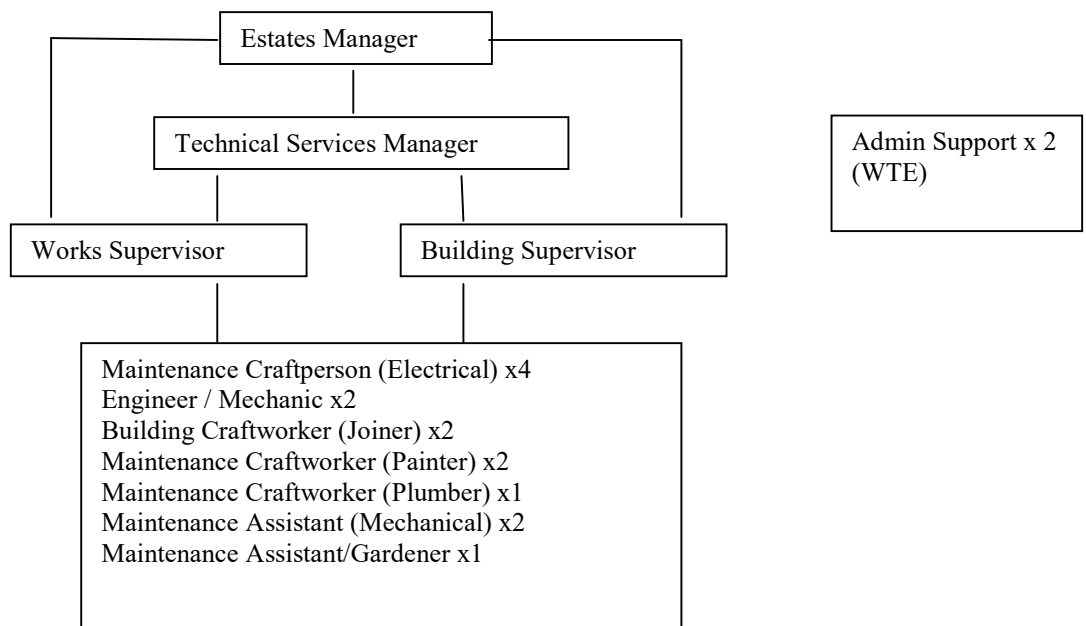 Estates Manager
Technical Services Manager
Admin Support x 2
(WTE)
Works Supervisor
Building Supervisor
Maintenance Craftperson (Electrical) x4
Engineer / Mechanic x2
Building Craftworker (Joiner) x2
Maintenance Craftworker (Painter) x2
Maintenance Craftworker (Plumber) x1
Maintenance Assistant (Mechanical) x2
Maintenance Assistant/Gardener x1